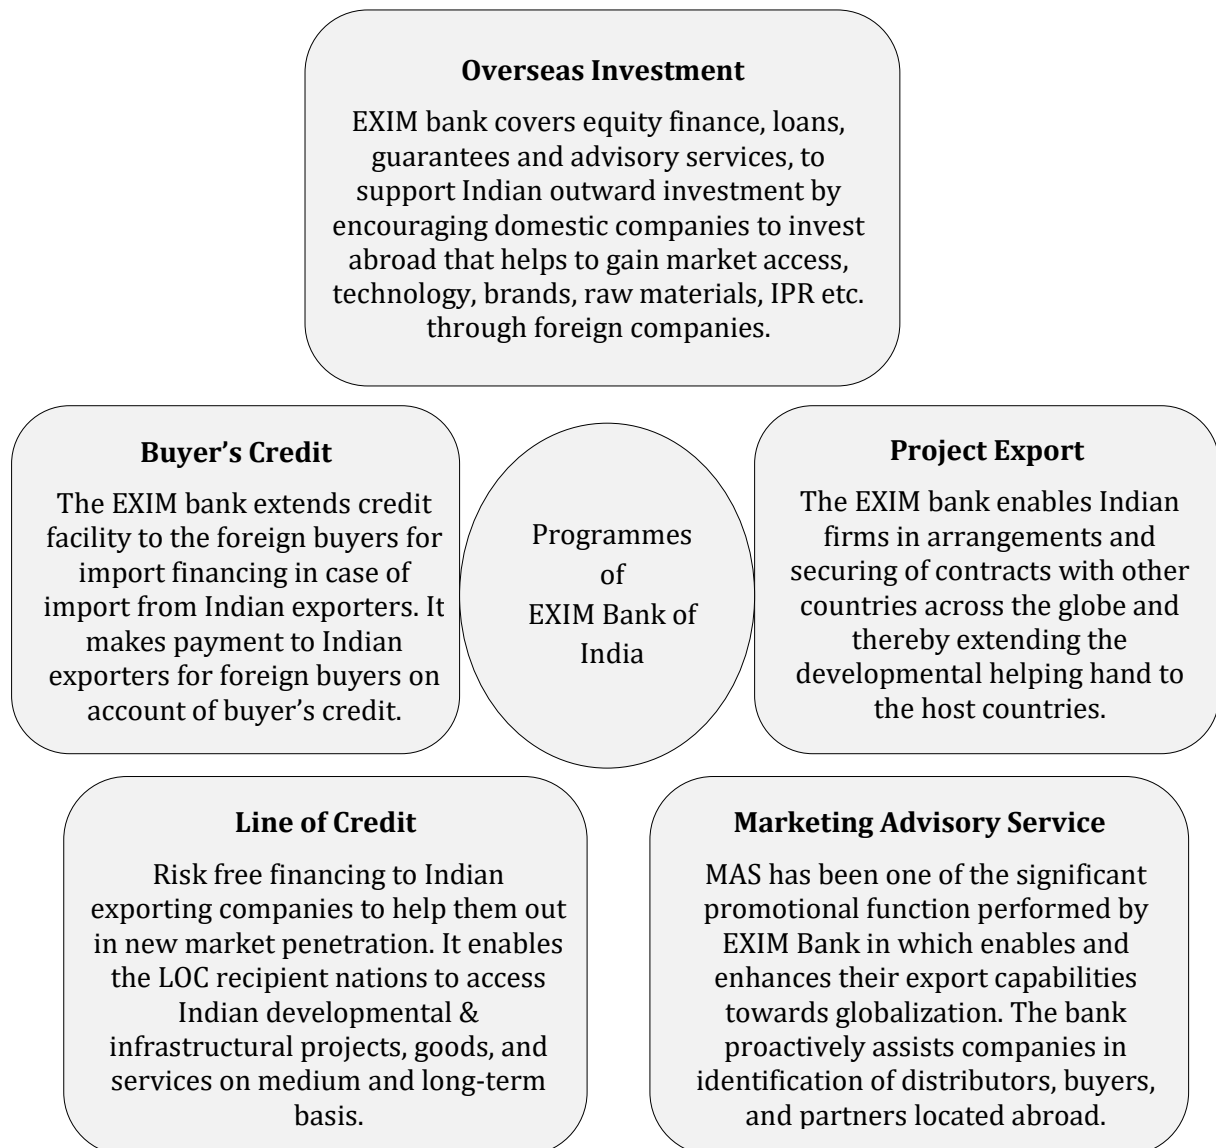 Overseas Investment
EXIM bank covers equity finance, loans,
guarantees and advisory services, to
support Indian outward investment by
encouraging domestic companies to invest
abroad that helps to gain market access,
technology, brands, raw materials, IPR etc.
through foreign companies.
Buyer’s Credit
The EXIM bank extends credit
facility to the foreign buyers for
import financing in case of
import from Indian exporters. It
makes payment to Indian
exporters for foreign buyers on
account of buyer’s credit.
Programmes
of
EXIM Bank of
India
Project Export
The EXIM bank enables Indian
firms in arrangements and
securing of contracts with other
countries across the globe and
thereby extending the
developmental helping hand to
the host countries.
Line of Credit
Risk free financing to Indian
exporting companies to help them out
in new market penetration. It enables
the LOC recipient nations to access
Indian developmental &
infrastructural projects, goods, and
services on medium and long-term
basis.
Marketing Advisory Service
MAS has been one of the significant
promotional function performed by
EXIM Bank in which enables and
enhances their export capabilities
towards globalization. The bank
proactively assists companies in
identification of distributors, buyers,
and partners located abroad.